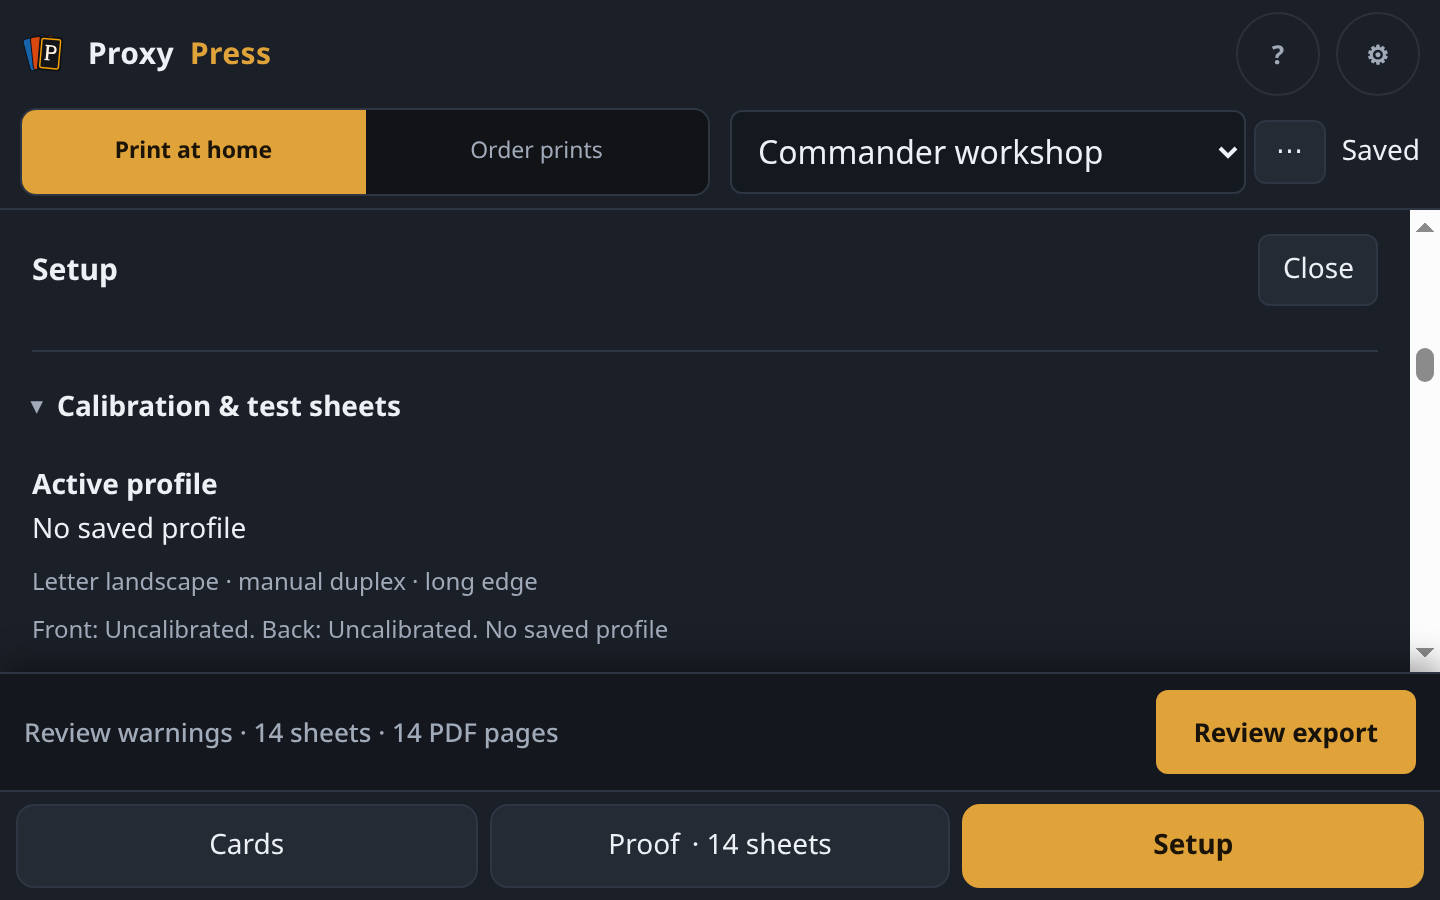 P Proxy Press
?
⚙
Print at home
Order prints
Commander workshop
⋯
Saved
Setup
Close
▾ Calibration & test sheets
Active profile
No saved profile
Letter landscape · manual duplex · long edge
Front: Uncalibrated. Back: Uncalibrated. No saved profile
Review warnings · 14 sheets · 14 PDF pages
Review export
Cards
Proof · 14 sheets
Setup